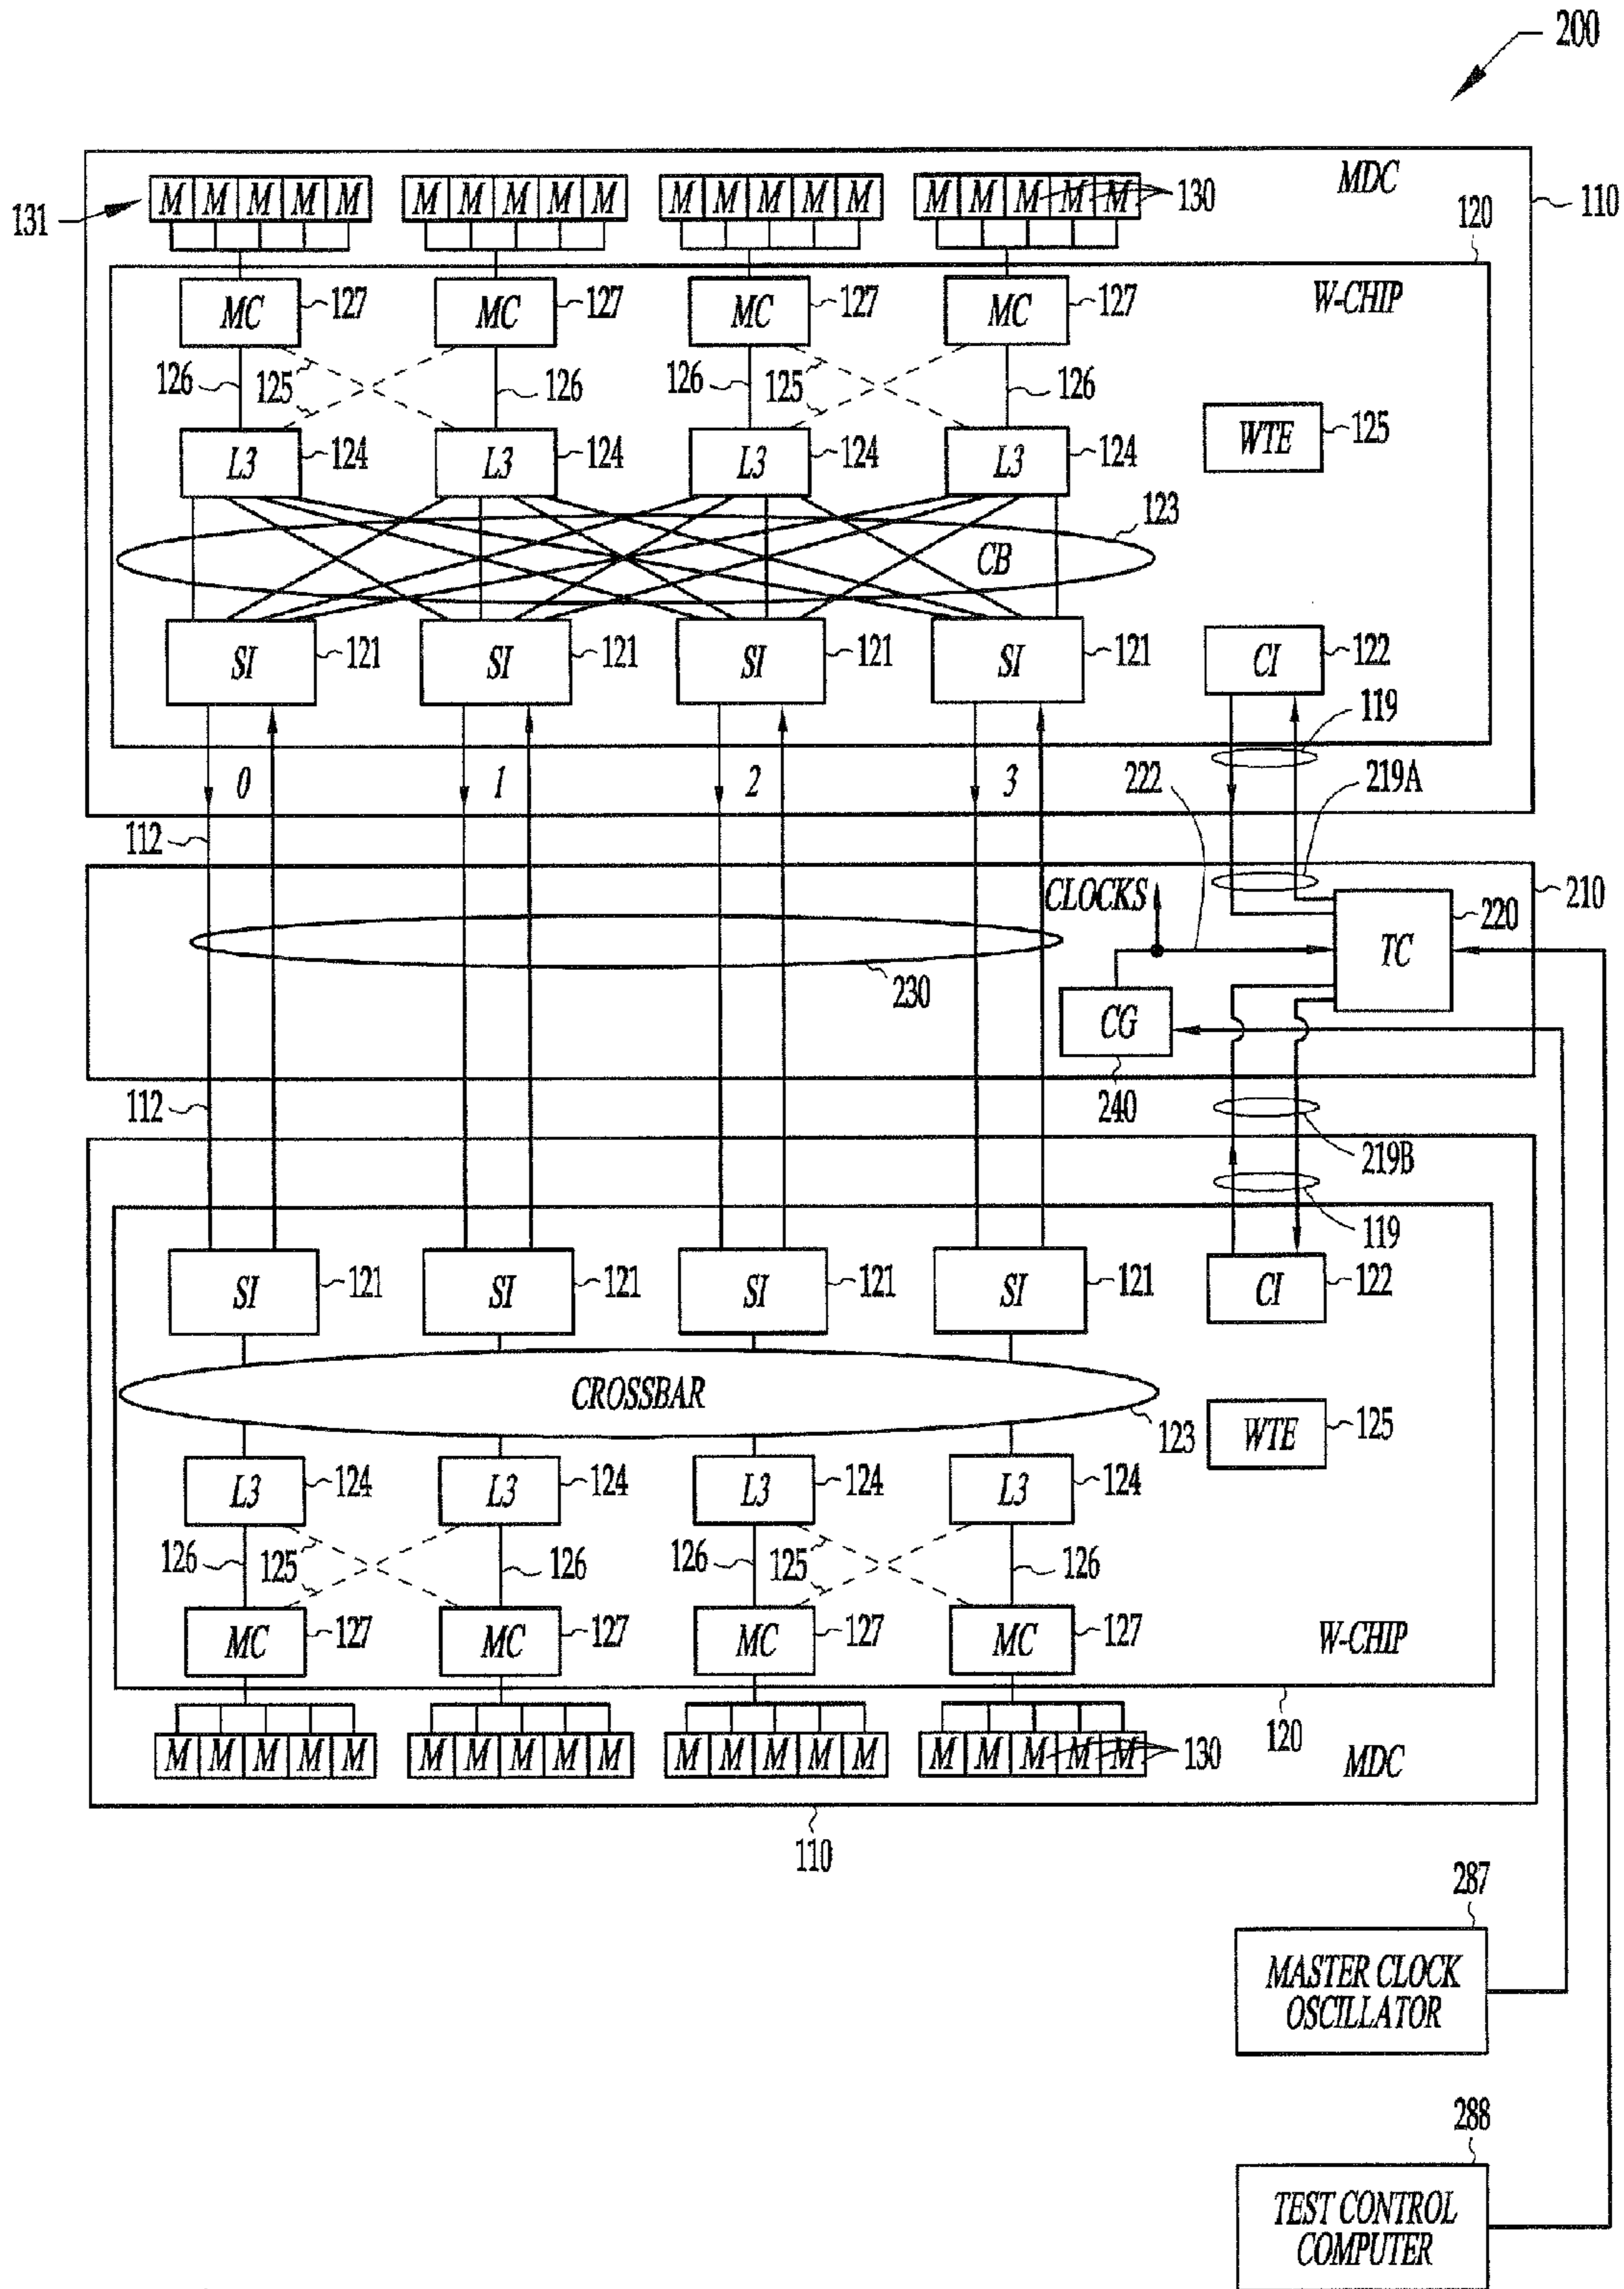 200
MDC
M M M M M M M M M M M M M M M M M M M M
131
130
110
120
W-CHIP
MC 127 MC 127 MC 127 MC 127
126 125 126 126 125 126
L3 124 L3 124 L3 124 L3 124
WTE 125
123
CB
SI 121 SI 121 SI 121 SI 121
CI 122
119
0 1 2 3
222 219A
112
CLOCKS
210
220
TC
230
CG
240
112
219B
119
SI 121 SI 121 SI 121 SI 121
CI 122
CROSSBAR
123
WTE 125
L3 124 L3 124 L3 124 L3 124
126 125 126 126 125 126
MC 127 MC 127 MC 127 MC 127
W-CHIP
120
M M M M M M M M M M M M M M M M M M M M
130
MDC
110
287
MASTER CLOCK
OSCILLATOR
288
TEST CONTROL
COMPUTER